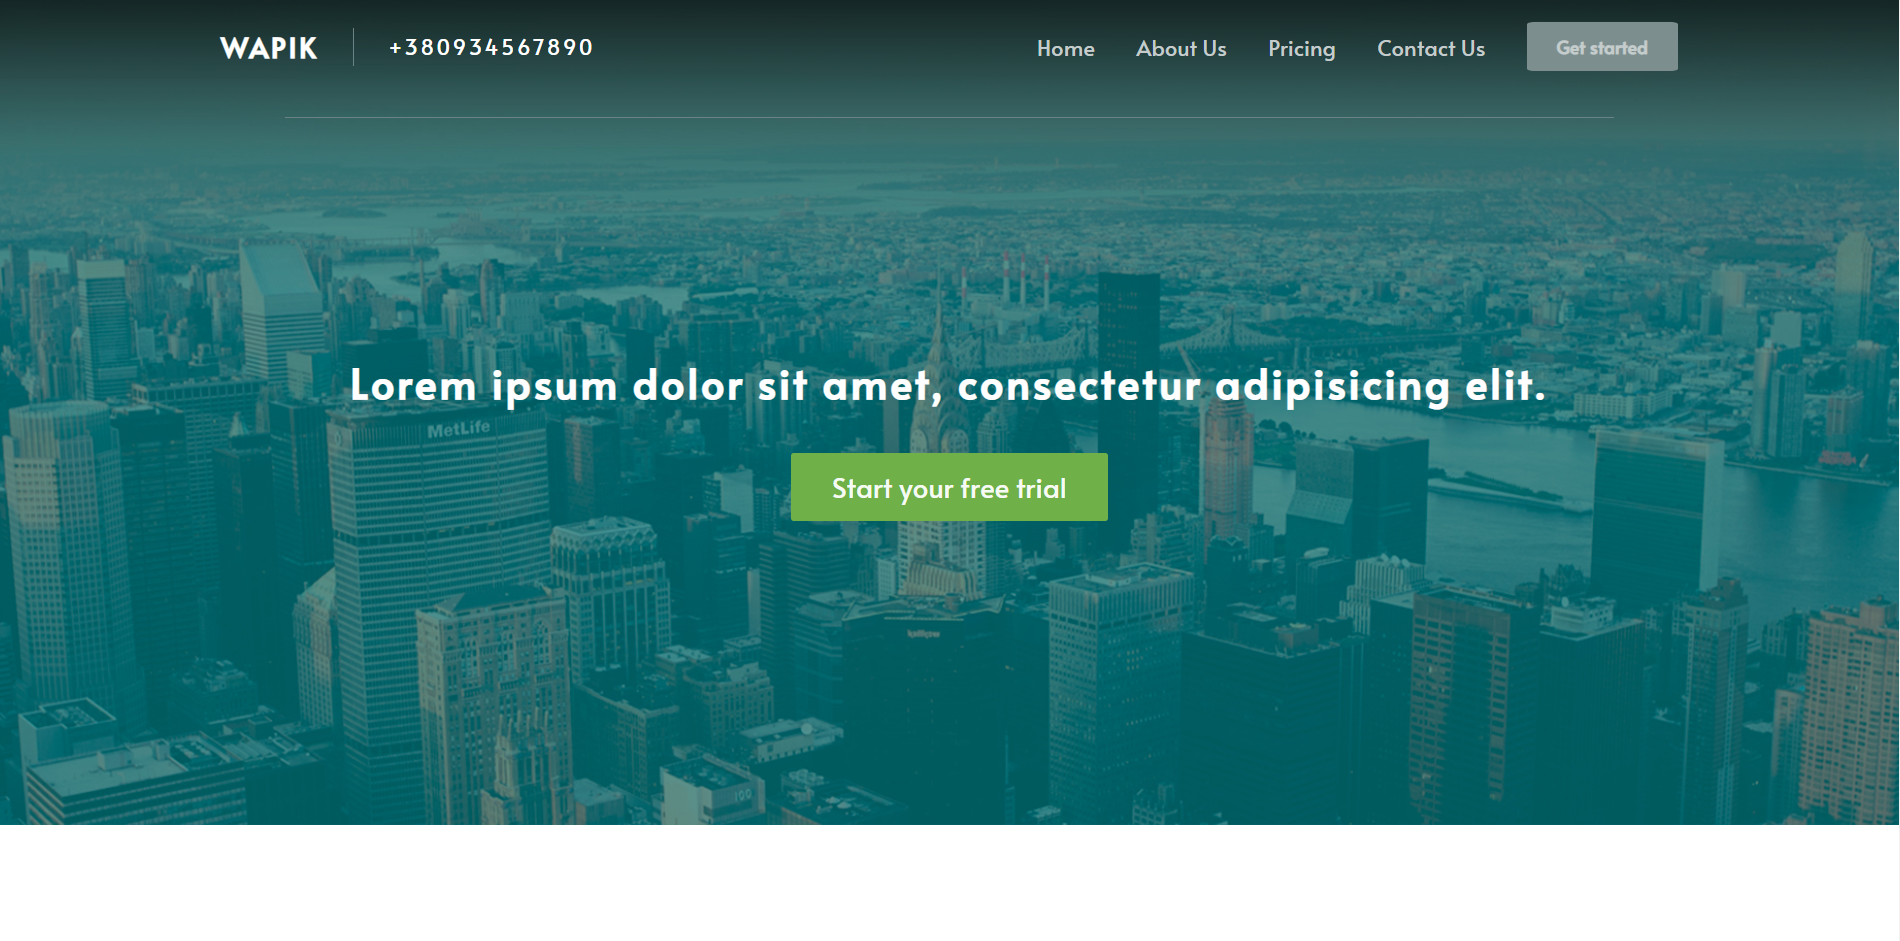 WAPIK
+380934567890
Home
About Us
Pricing
Contact Us
Get started
Lorem ipsum dolor sit amet, consectetur adipisicing elit.
MetLife
Start your free trial
100